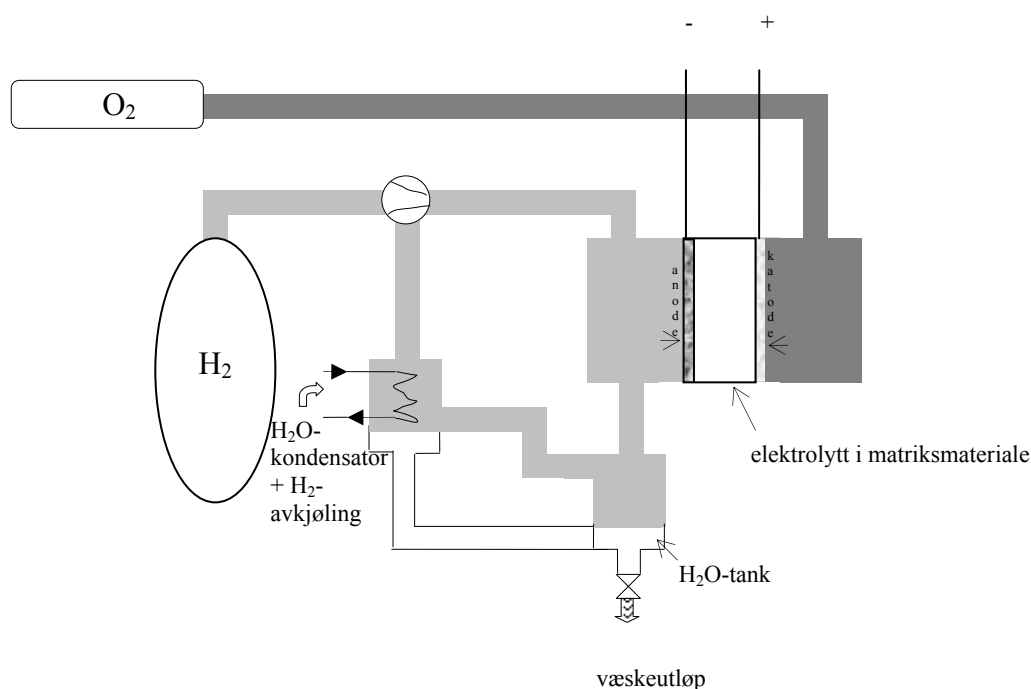 - +
O₂
anode
katode
H₂
H₂O-
kondensator
+ H₂-
avkjøling
elektrolytt i matriksmateriale
H₂O-tank
væskeutløp